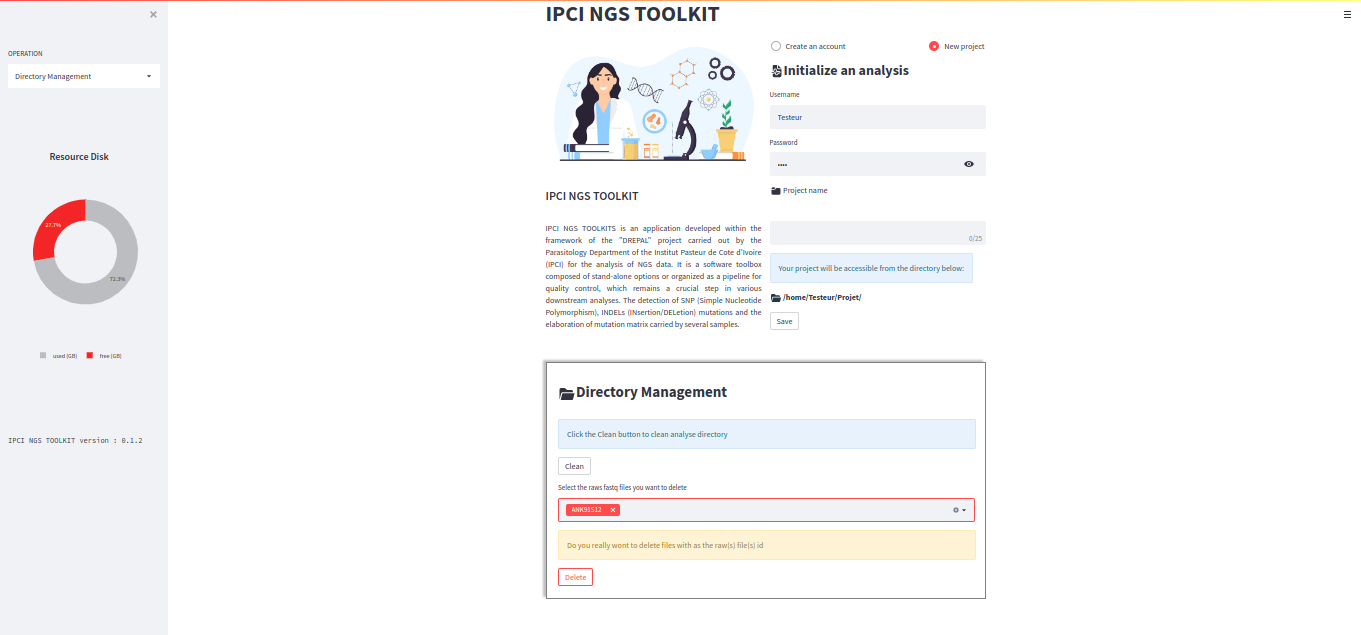 ×
OPERATION
Directory Management
Resource Disk
27.7%
72.3%
used (GB)
free (GB)
IPCI NGS TOOLKIT version : 0.1.2
IPCI NGS TOOLKIT
IPCI NGS TOOLKIT
IPCI NGS TOOLKITS is an application developed within the
framework of the "DREPAL" project carried out by the
Parasitology Department of the Institut Pasteur de Cote d'Ivoire
(IPCI) for the analysis of NGS data. It is a software toolbox
composed of stand-alone options or organized as a pipeline for
quality control, which remains a crucial step in various
downstream analyses. The detection of SNP (Simple Nucleotide
Polymorphism), INDELs (INsertion/DELetion) mutations and the
elaboration of mutation matrix carried by several samples.
Create an account
New project
Initialize an analysis
Username
Testeur
Password
••••
Project name
0/25
Your project will be accessible from the directory below:
/home/Testeur/Projet/
Save
Directory Management
Click the Clean button to clean analyse directory
Clean
Select the raws fastq files you want to delete
ANK91512 ×
Do you really wont to delete files with as the raw(s) file(s) id
Delete